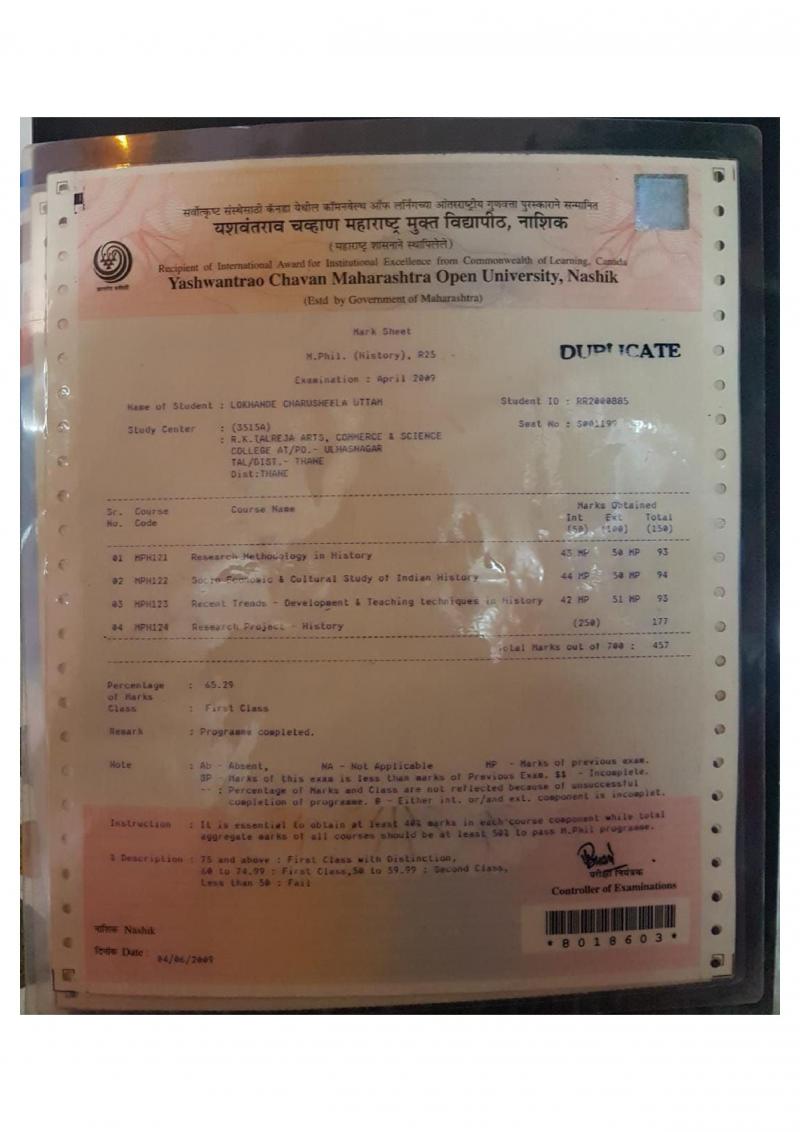 सर्वोत्कृष्ट संस्थेसाठी कॅनडा येथील कॉमनवेल्थ ऑफ लर्निंगच्या आंतरराष्ट्रीय गुणवत्ता पुरस्काराने सन्मानित
यशवंतराव चव्हाण महाराष्ट्र मुक्त विद्यापीठ, नाशिक
(महाराष्ट्र शासनाने स्थापिलेले)
Recipient of International Award for Institutional Excellence from Commonwealth of Learning, Canada
Yashwantrao Chavan Maharashtra Open University, Nashik
(Estd by Government of Maharashtra)
Mark Sheet
M.Phil. (History), R25
DUPLICATE
Examination : April 2009
Name of Student : LOKHANDE CHARUSHEELA UTTAM Student ID : RR2000885
Study Center : (3515A) Seat No : S001199
: R.K.TALREJA ARTS, COMMERCE & SCIENCE
COLLEGE AT/PO.- ULHASNAGAR
TAL/DIST.- THANE
Dist:THANE
Sr. Course Course Name Marks Obtained
No. Code Int Ext Total
(50) (100) (150)
01 MPH121 Research Methodology in History 43 MP 50 MP 93
02 MPH122 Socio Economic & Cultural Study of Indian History 44 MP 50 MP 94
03 MPH123 Recent Trends - Development & Teaching techniques in History 42 MP 51 MP 93
04 MPH124 Research Project - History (250) 177
Total Marks out of 700 : 457
Percentage : 65.29
of Marks
Class : First Class
Remark : Programme completed.
Note : Ab - Absent, NA - Not Applicable MP - Marks of previous exam.
@P - Marks of this exam is less than marks of Previous Exam. $$ - Incomplete.
-- : Percentage of Marks and Class are not reflected because of unsuccessful
completion of programe. @ - Either int. or/and ext. component is incomplet.
Instruction : It is essential to obtain at least 40% marks in each course component while total
aggregate marks of all courses should be at least 50% to pass M.Phil programme.
% Description : 75 and above : First Class with Distinction,
60 to 74.99 : First Class,50 to 59.99 : Second Class,
Less than 50 : Fail
परीक्षा नियंत्रक
Controller of Examinations
*8018603*
नाशिक Nashik
दिनांक Date : 04/06/2009